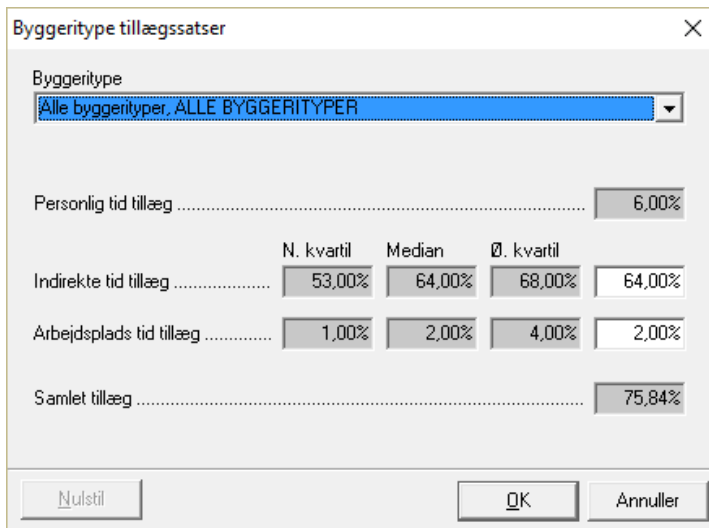 Byggeritype tillægssatser
Byggeritype
Alle byggerityper, ALLE BYGGERITYPER
Personlig tid tillæg ........................................................................................ 6,00%
N. kvartil Median Ø. kvartil
Indirekte tid tillæg .................... 53,00% 64,00% 68,00% 64,00%
Arbejdsplads tid tillæg .............. 1,00% 2,00% 4,00% 2,00%
Samlet tillæg ................................................................................................ 75,84%
Nulstil OK Annuller